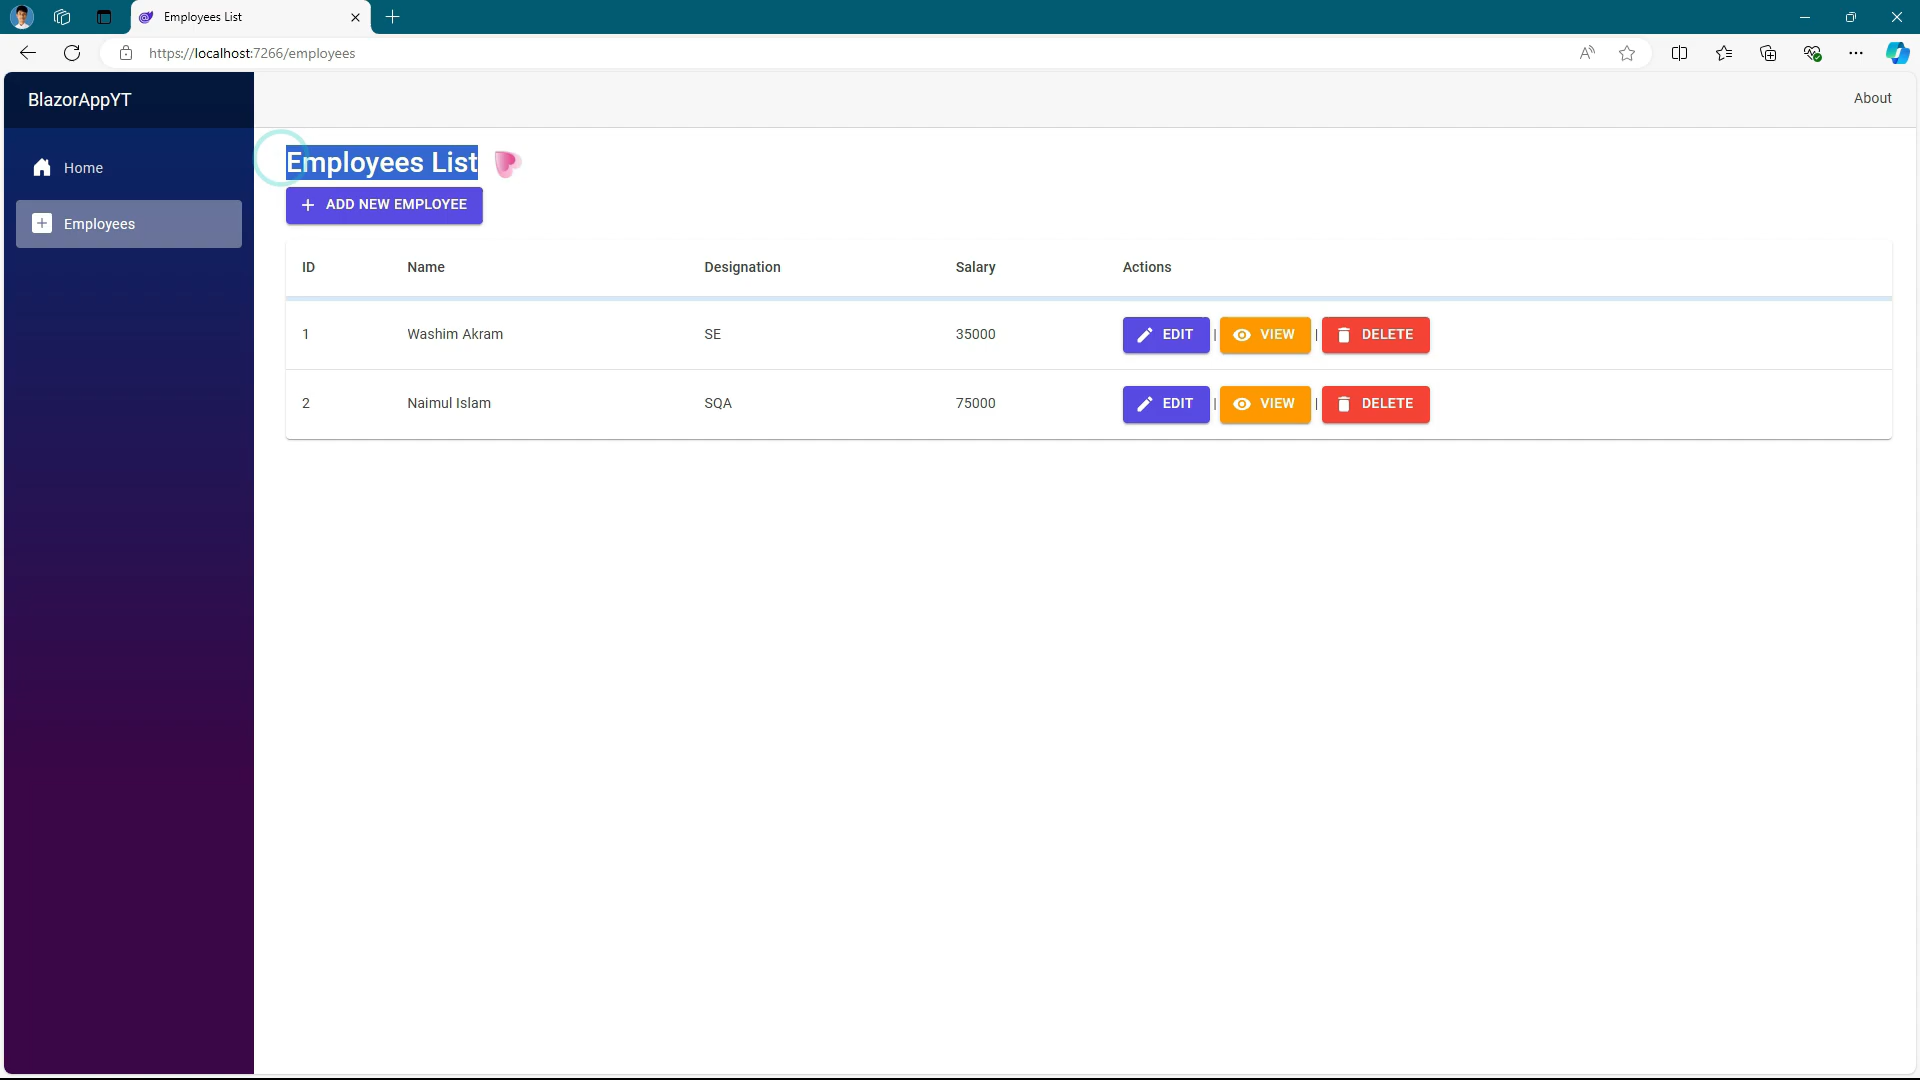 Employees List
https://localhost:7266/employees
BlazorAppYT
About
Home
Employees
Employees List
ADD NEW EMPLOYEE
ID Name Designation Salary Actions
1 Washim Akram SE 35000 EDIT | VIEW | DELETE
2 Naimul Islam SQA 75000 EDIT | VIEW | DELETE